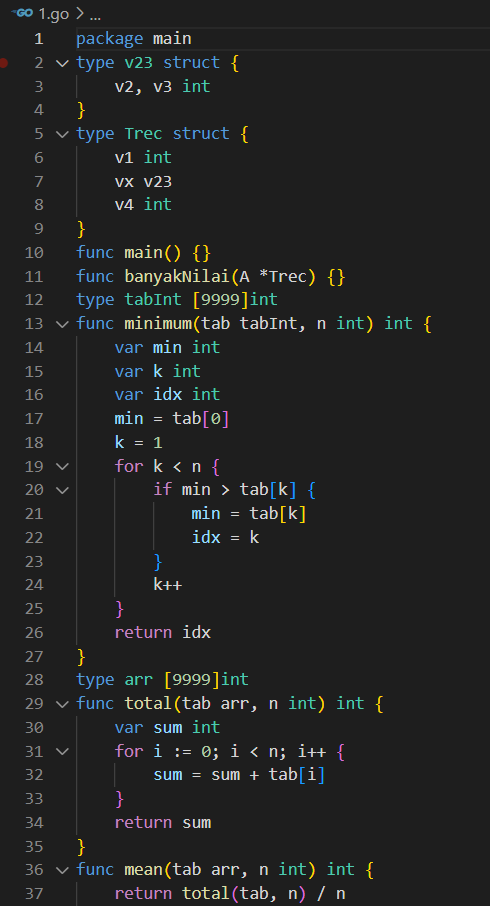 GO 1.go > ...
1 package main
2 type v23 struct {
3     v2, v3 int
4 }
5 type Trec struct {
6     v1 int
7     vx v23
8     v4 int
9 }
10 func main() {}
11 func banyakNilai(A *Trec) {}
12 type tabInt [9999]int
13 func minimum(tab tabInt, n int) int {
14     var min int
15     var k int
16     var idx int
17     min = tab[0]
18     k = 1
19     for k < n {
20         if min > tab[k] {
21             min = tab[k]
22             idx = k
23         }
24         k++
25     }
26     return idx
27 }
28 type arr [9999]int
29 func total(tab arr, n int) int {
30     var sum int
31     for i := 0; i < n; i++ {
32         sum = sum + tab[i]
33     }
34     return sum
35 }
36 func mean(tab arr, n int) int {
37     return total(tab, n) / n